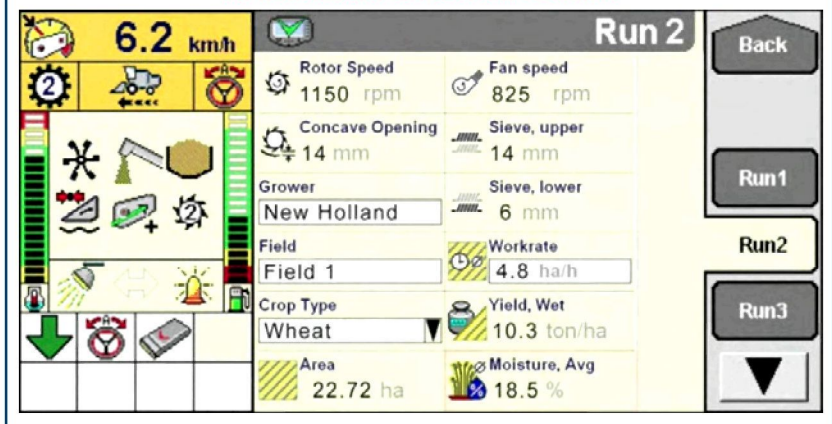 6.2 km/h
Run 2
Back
2
A
Rotor Speed
1150 rpm
Fan speed
825 rpm
Concave Opening
14 mm
Sieve, upper
14 mm
Run1
Grower
New Holland
Sieve, lower
6 mm
2
Field
Field 1
Workrate
4.8 ha/h
Run2
Crop Type
Wheat
Yield, Wet
10.3 ton/ha
Run3
A
Area
22.72 ha
Moisture, Avg
18.5 %